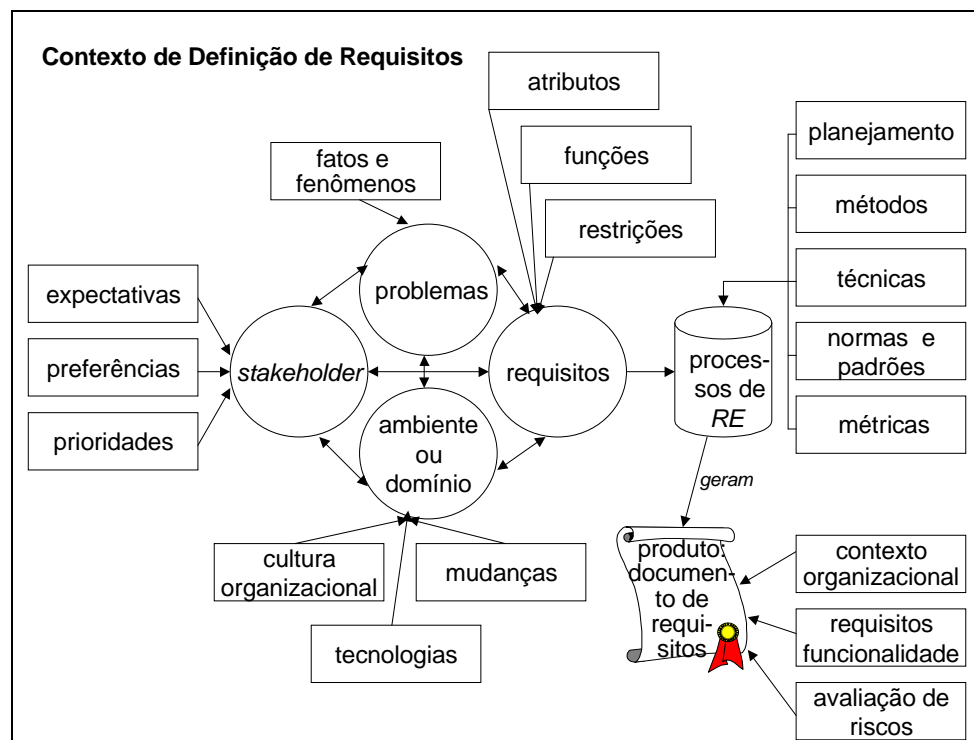 Contexto de Definição de Requisitos
atributos
planejamento
fatos e
fenômenos
funções
métodos
restrições
expectativas
problemas
técnicas
preferências
stakeholder
requisitos
proces-
sos de
RE
normas e
padrões
prioridades
ambiente
ou
domínio
métricas
geram
cultura
organizacional
mudanças
tecnologias
produto:
documen-
to de
requi-
sitos
contexto
organizacional
requisitos
funcionalidade
avaliação de
riscos